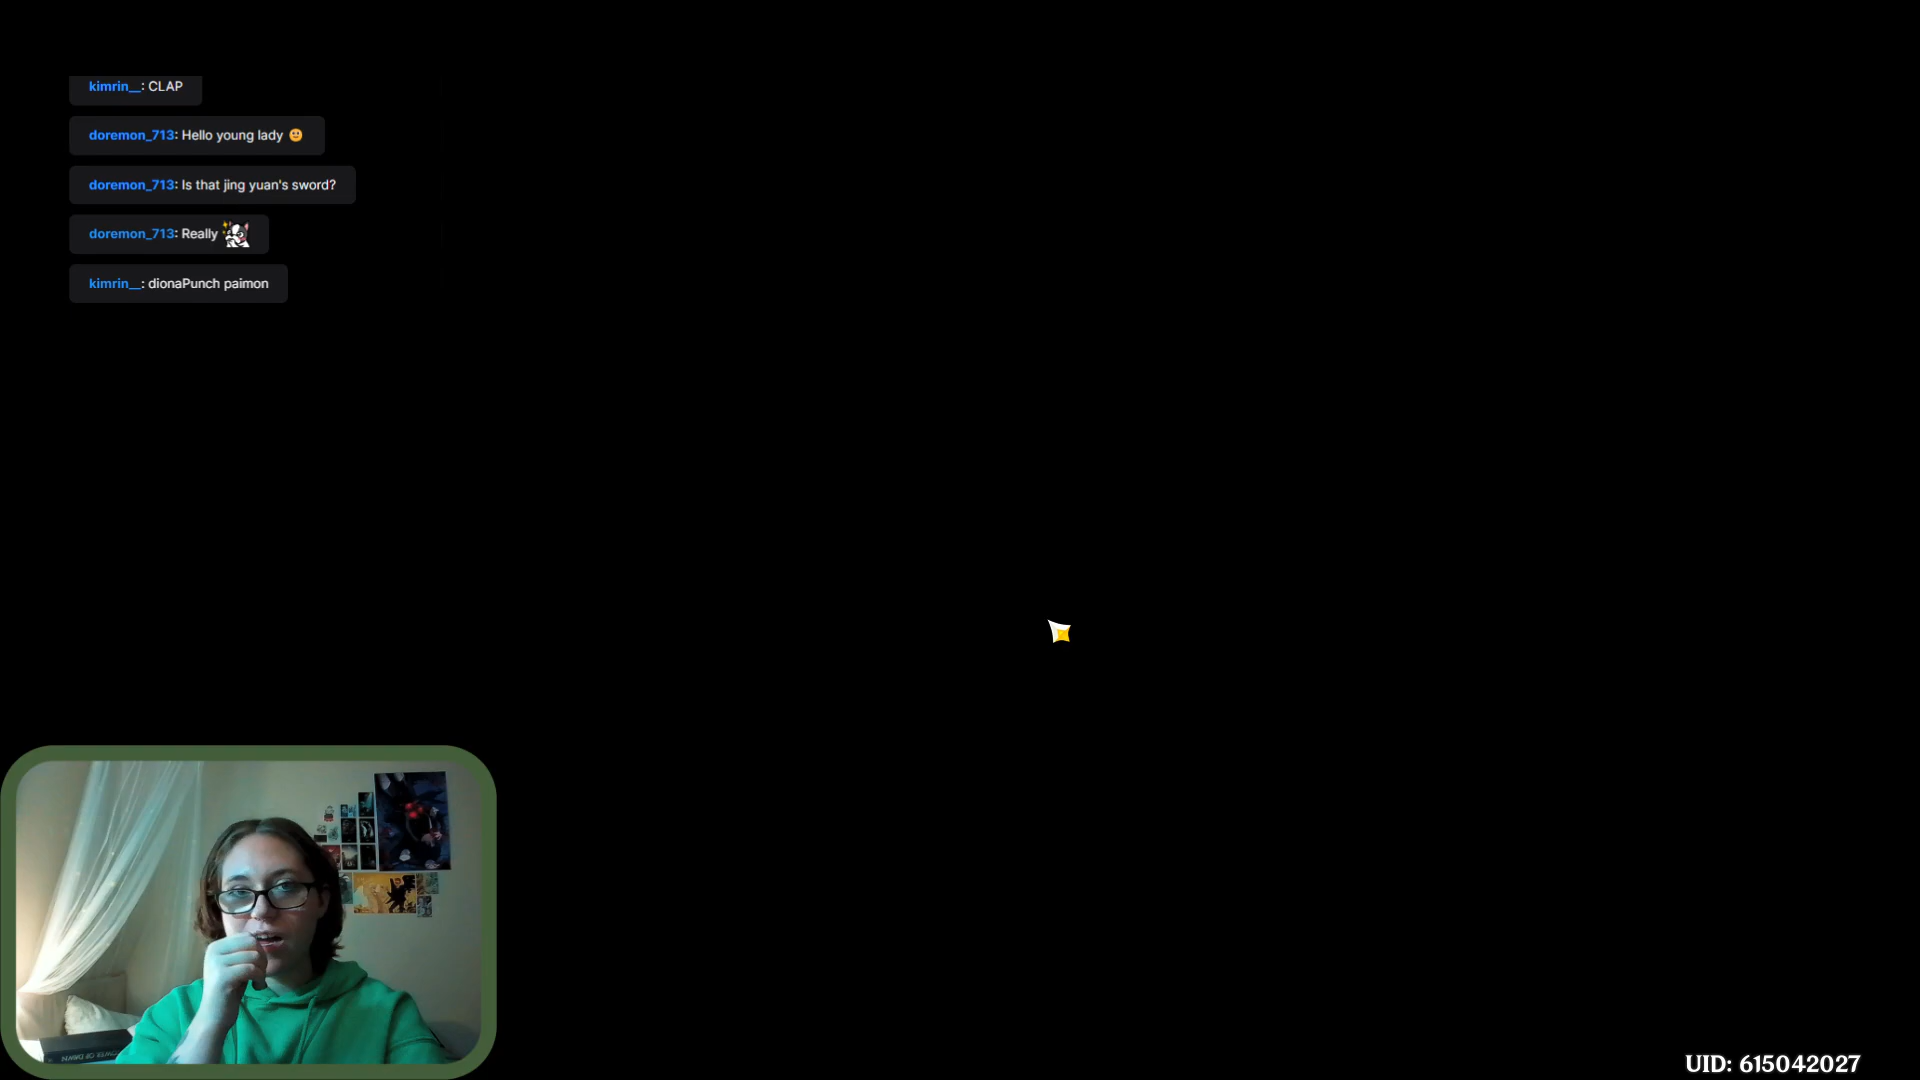 kimrin__: CLAP
doremon_713: Hello young lady 🙂
doremon_713: Is that jing yuan's sword?
doremon_713: Really
kimrin__: dionaPunch paimon
UID: 615042027